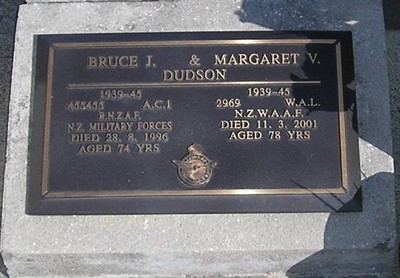 BRUCE J. & MARGARET V.
DUDSON
1939-45
455455 A.C.1
R.N.Z.A.F.
N.Z. MILITARY FORCES
DIED 28. 8. 1996
AGED 74 YRS
1939-45
2969 W.A.L.
N.Z.W.A.A.F.
DIED 11. 3. 2001
AGED 78 YRS